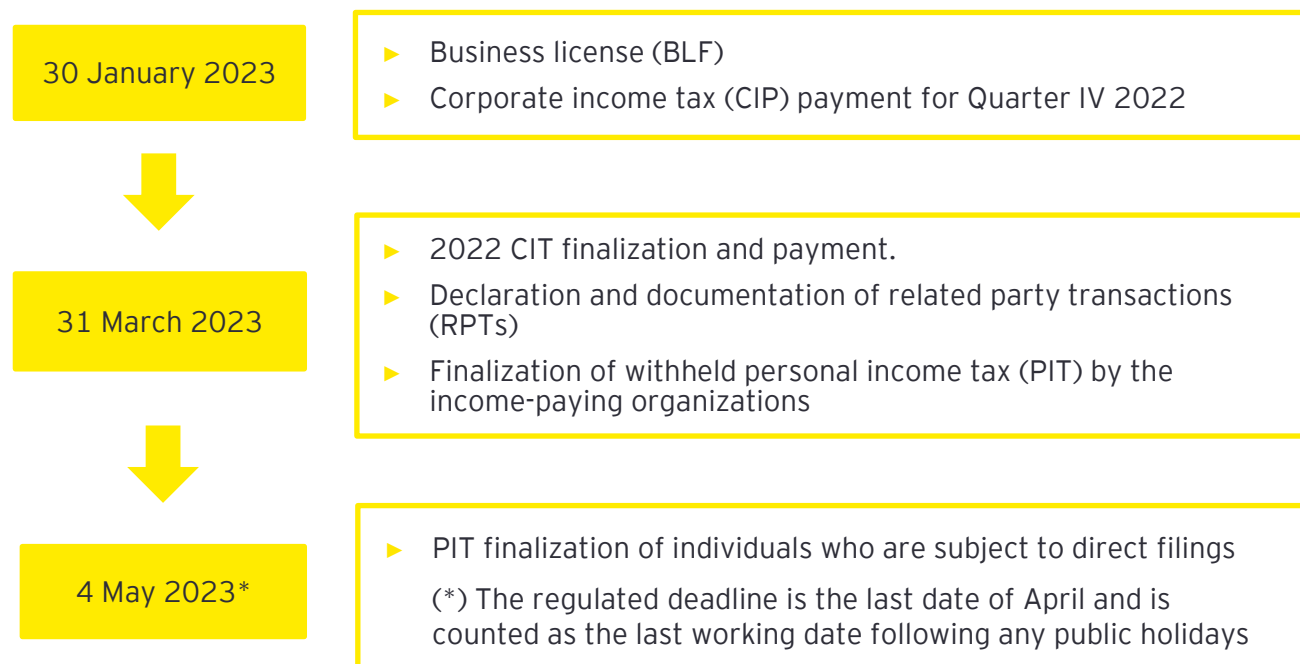 30 January 2023
► Business license (BLF)
► Corporate income tax (CIP) payment for Quarter IV 2022
31 March 2023
► 2022 CIT finalization and payment.
► Declaration and documentation of related party transactions
(RPTs)
► Finalization of withheld personal income tax (PIT) by the
income-paying organizations
4 May 2023*
► PIT finalization of individuals who are subject to direct filings
(*) The regulated deadline is the last date of April and is
counted as the last working date following any public holidays